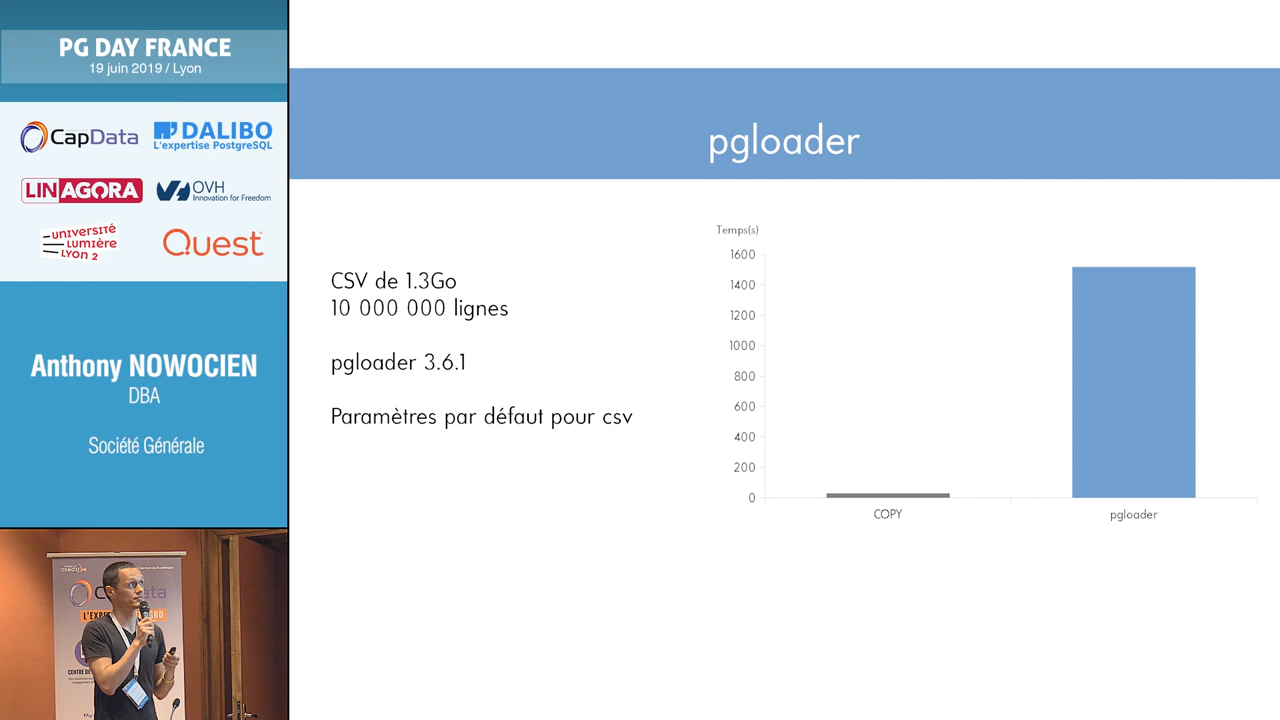 PG DAY FRANCE
19 juin 2019 / Lyon
CapData
DALIBO
L'expertise PostgreSQL
LINAGORA
OVH
Innovation for Freedom
UNIVERSITÉ
LUMIÈRE
LYON 2
Quest
Anthony NOWOCIEN
DBA
Société Générale
pgloader
CSV de 1.3Go
10 000 000 lignes
pgloader 3.6.1
Paramètres par défaut pour csv
Temps(s)
1600
1400
1200
1000
800
600
400
200
0
COPY
pgloader